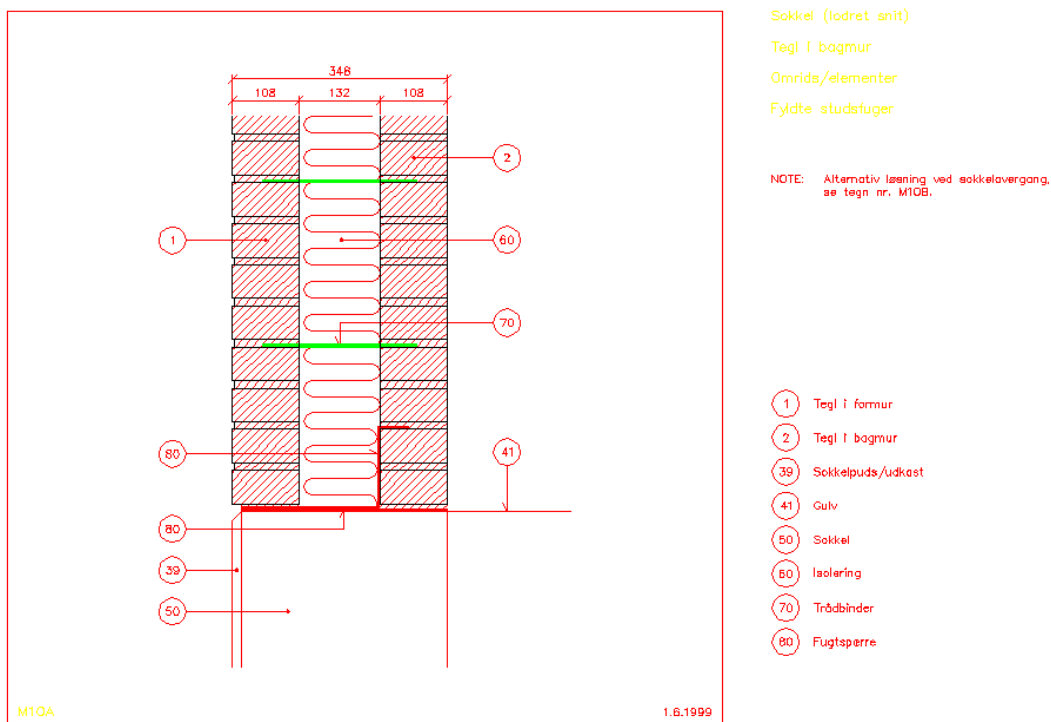 Sokkel (lodret snit)
Tegl i bagmur
Omrids/elementer
Fyldte studsfuger
NOTE: Alternativ løsning ved sokkelovergang,
se tegn nr. M10B.
348
108 132 108
2
1
60
70
80
41
80
39
50
1 Tegl i formur
2 Tegl i bagmur
39 Sokkelpuds/udkast
41 Gulv
50 Sokkel
60 Isolering
70 Trådbinder
80 Fugtspærre
M10A
1.6.1999